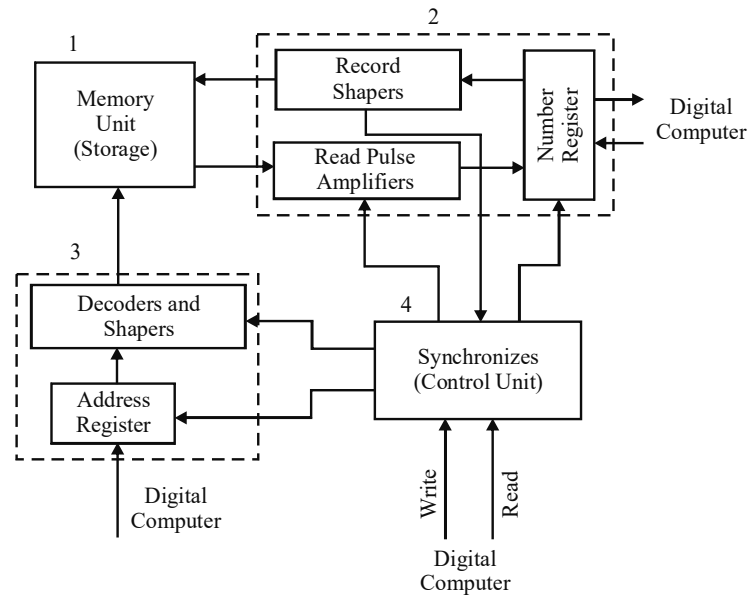 1
2
Memory
Unit
(Storage)
Record
Shapers
Read Pulse
Amplifiers
Number
Register
Digital
Computer
3
Decoders and
Shapers
Address
Register
Digital
Computer
4
Synchronizes
(Control Unit)
Write
Read
Digital
Computer